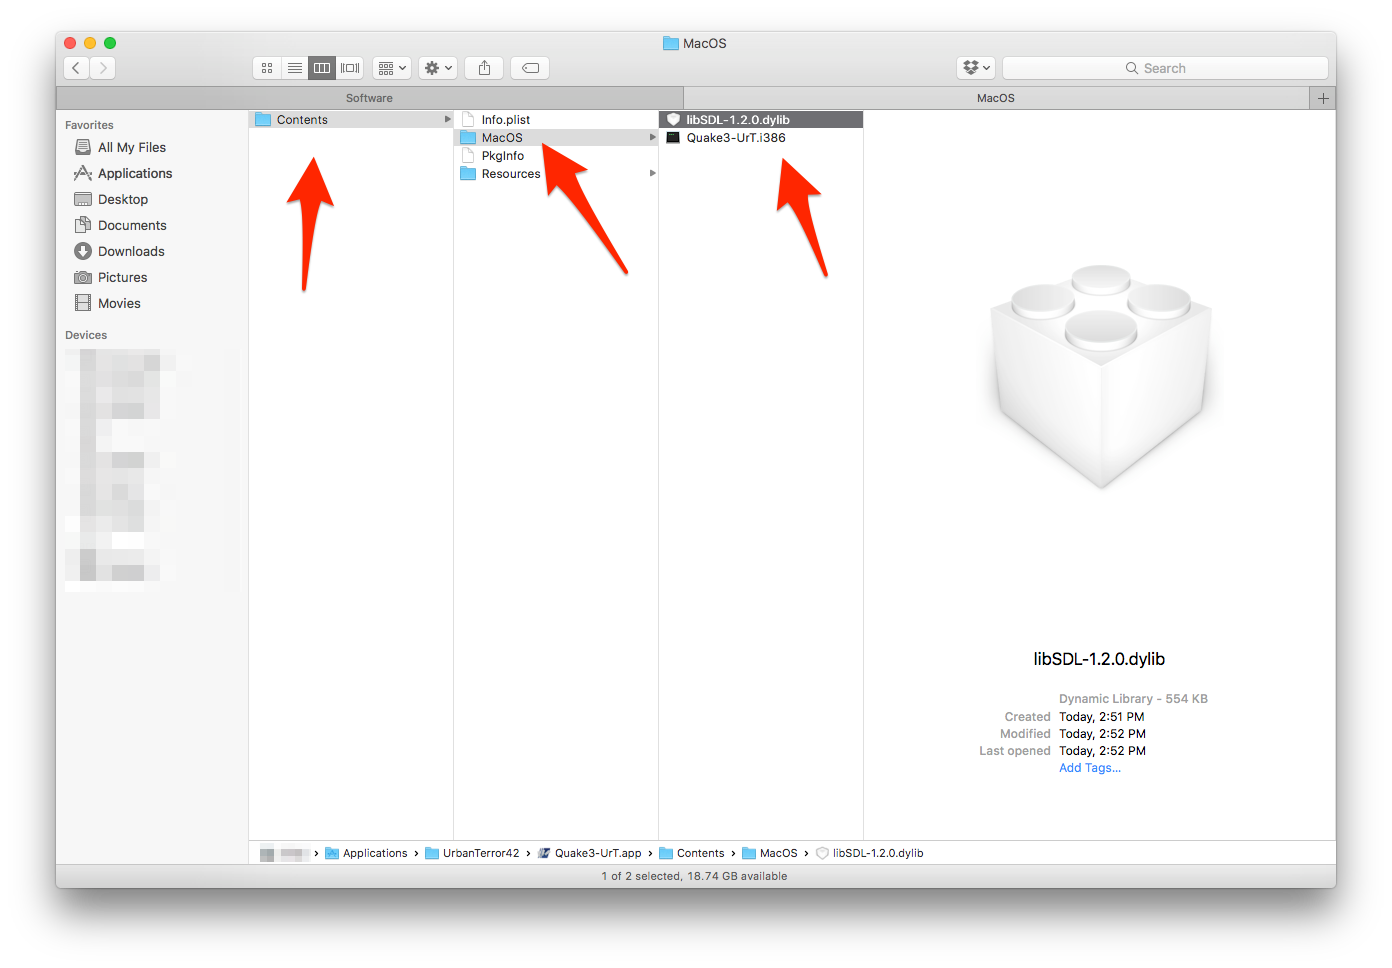 MacOS
Search
Software
MacOS
Favorites
All My Files
Applications
Desktop
Documents
Downloads
Pictures
Movies
Devices
Contents
Info.plist
MacOS
PkgInfo
Resources
libSDL-1.2.0.dylib
Quake3-UrT.i386
libSDL-1.2.0.dylib
Dynamic Library - 554 KB
Created Today, 2:51 PM
Modified Today, 2:52 PM
Last opened Today, 2:52 PM
Add Tags...
Applications › UrbanTerror42 › Quake3-UrT.app › Contents › MacOS › libSDL-1.2.0.dylib
1 of 2 selected, 18.74 GB available